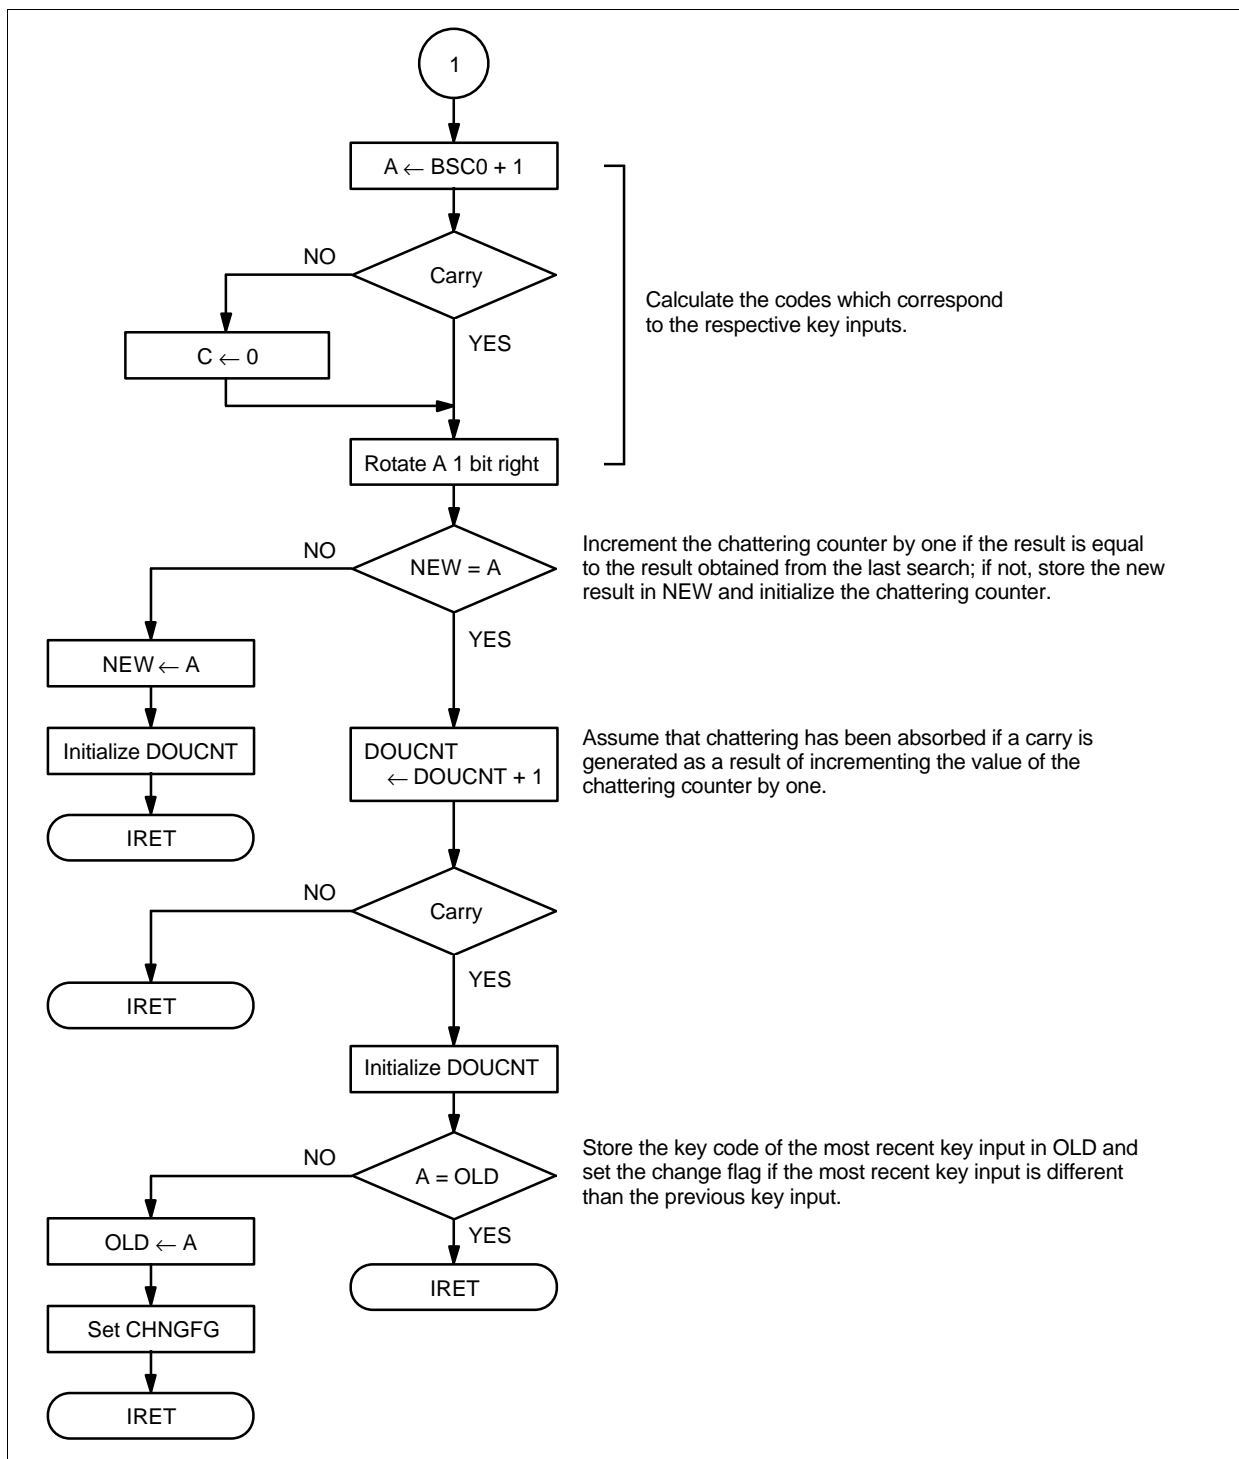 1
A ← BSC0 + 1
NO
Carry
Calculate the codes which correspond
to the respective key inputs.
C ← 0
YES
Rotate A 1 bit right
NO
NEW = A
Increment the chattering counter by one if the result is equal
to the result obtained from the last search; if not, store the new
result in NEW and initialize the chattering counter.
YES
NEW ← A
Initialize DOUCNT
DOUCNT
← DOUCNT + 1
Assume that chattering has been absorbed if a carry is
generated as a result of incrementing the value of the
chattering counter by one.
IRET
NO
Carry
YES
IRET
Initialize DOUCNT
NO
A = OLD
Store the key code of the most recent key input in OLD and
set the change flag if the most recent key input is different
than the previous key input.
YES
OLD ← A
IRET
Set CHNGFG
IRET